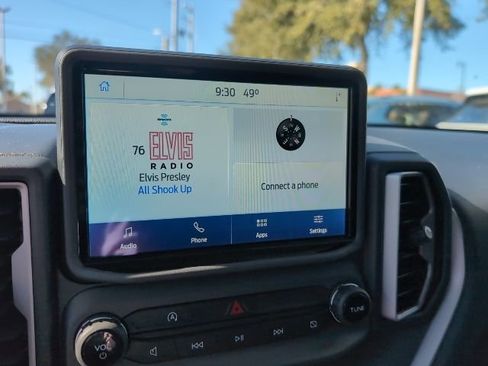 9:30 49°
76 ELVIS
RADIO
Elvis Presley
All Shook Up
Connect a phone
Audio
Phone
Apps
Settings
VOL
TUNE